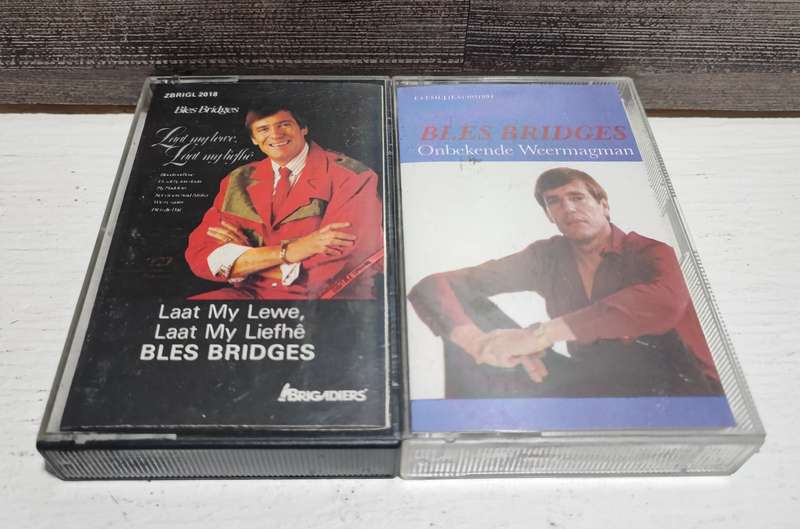 ZBRIGL 2018
Bles Bridges
Laat my lewe,
Laat my liefhê
Laat My Lewe,
Laat My Liefhê
BLES BRIDGES
BRIGADIERS
BLES BRIDGES
Onbekende Weermagman